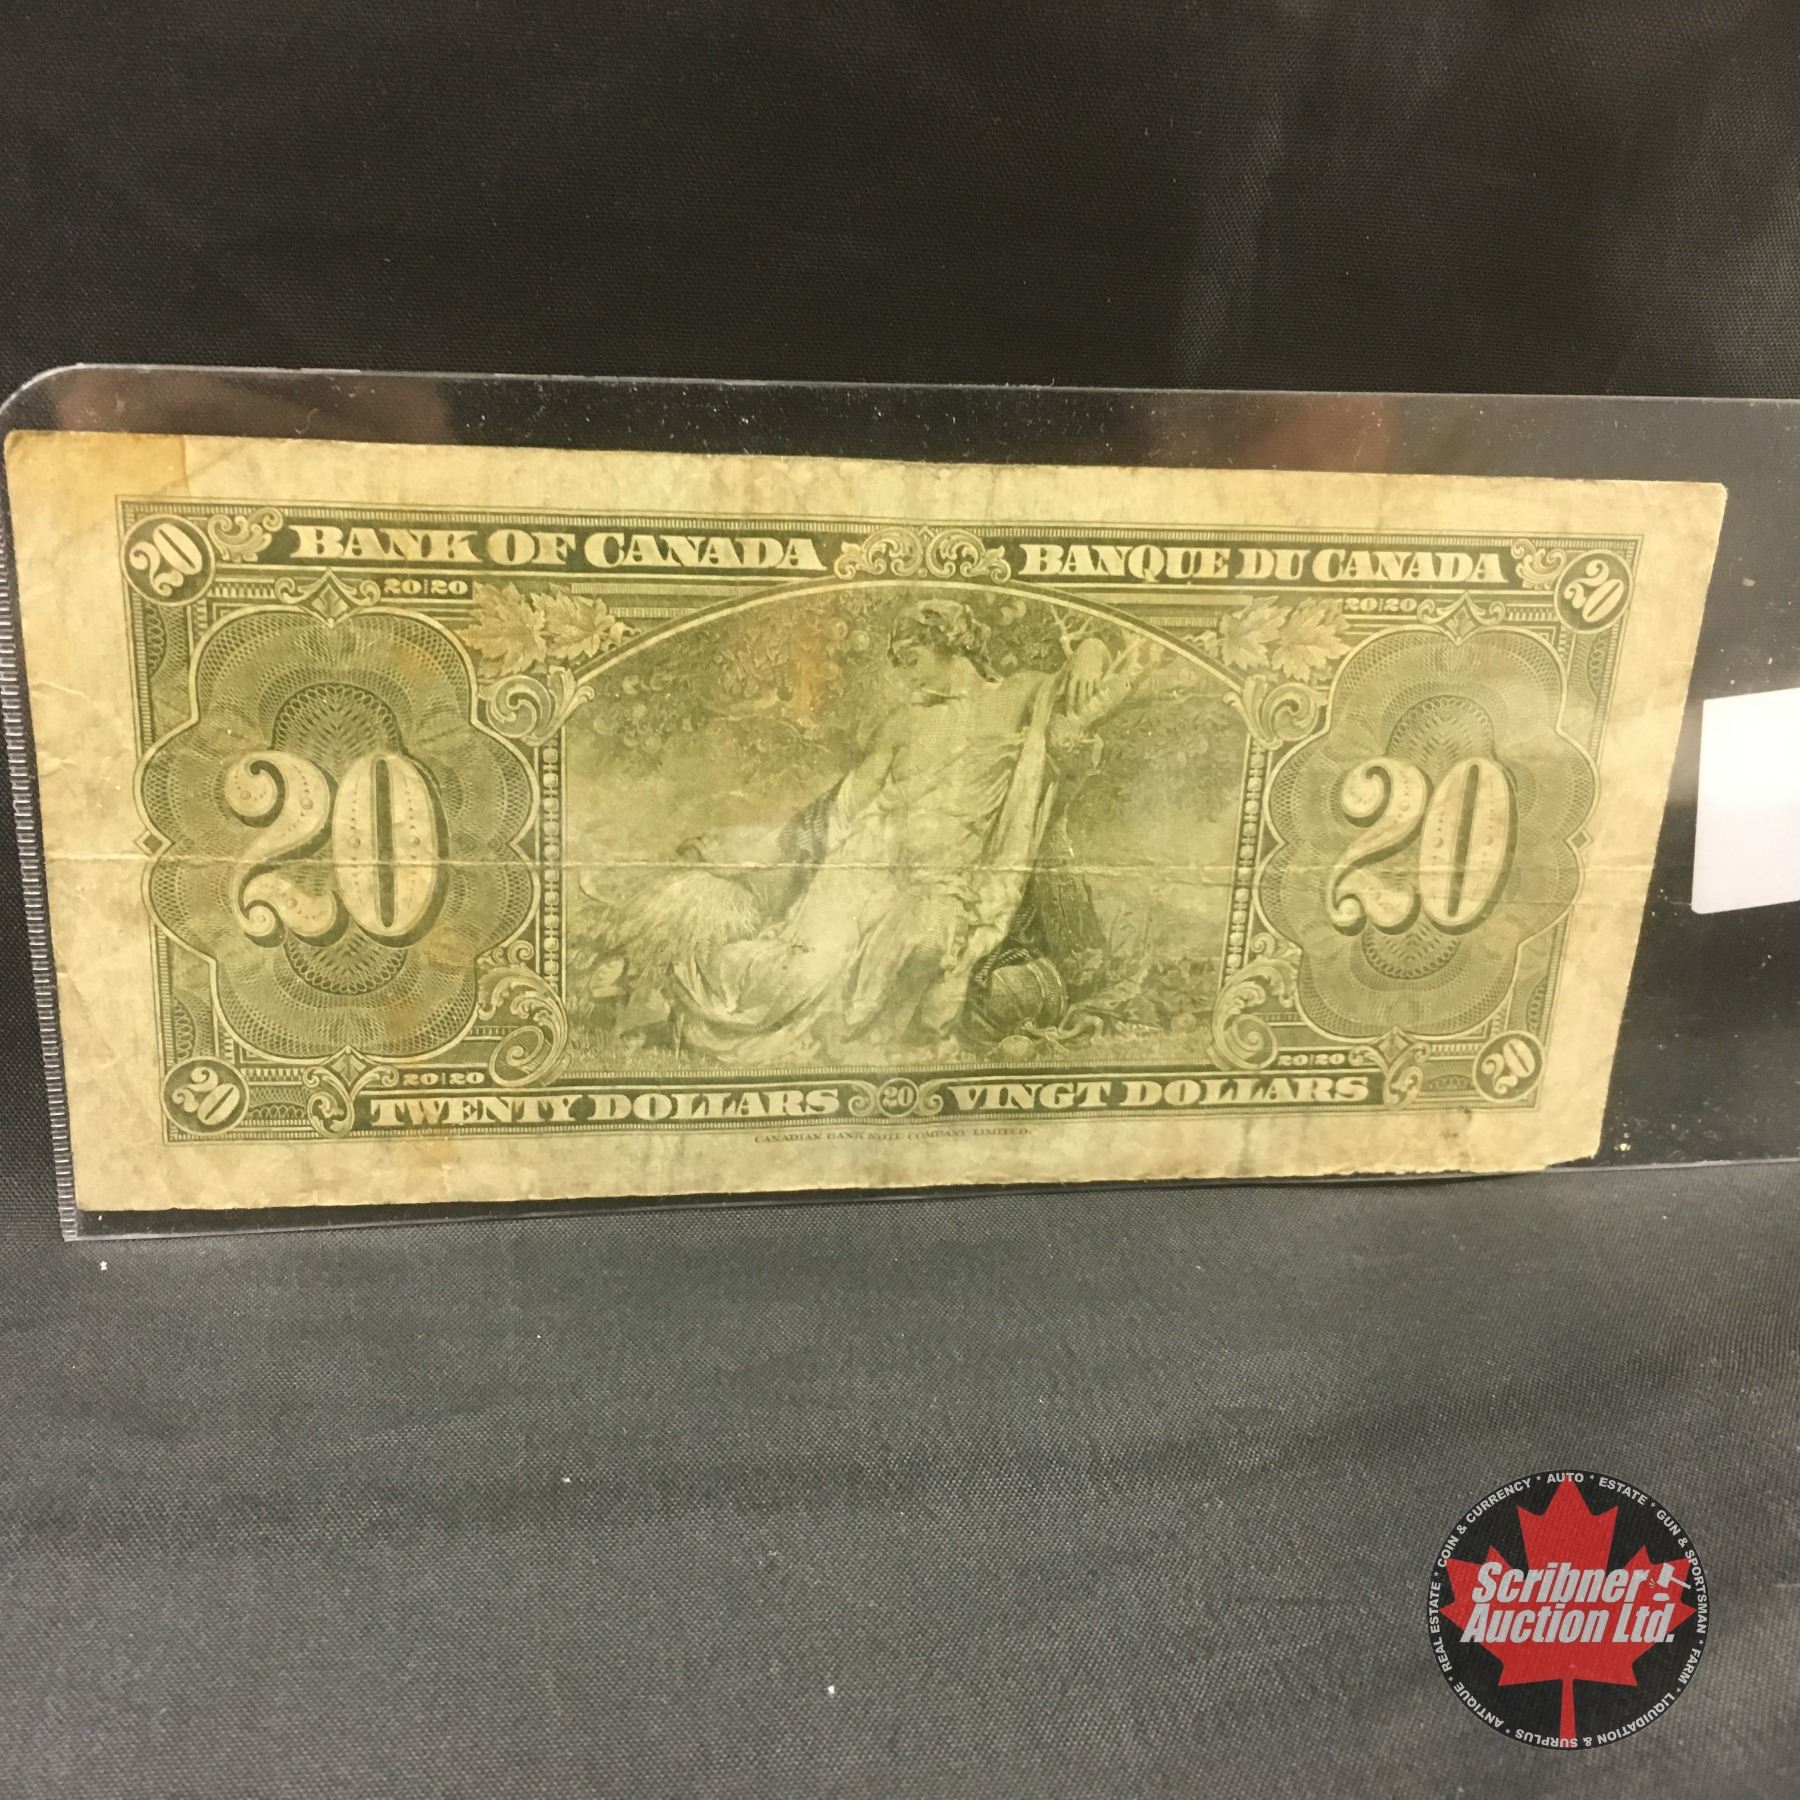 20 BANK OF CANADA BANQUE DU CANADA 20
20|20 20|20
20 20
20|20 20|20
20 TWENTY DOLLARS 20 VINGT DOLLARS 20
CANADIAN BANK NOTE COMPANY LIMITED.
ANTIQUE * REAL ESTATE * COIN & CURRENCY * AUTO * ESTATE * GUN & SPORTSMAN * FARM * LIQUIDATION & SURPLUS *
Scribner
Auction Ltd.